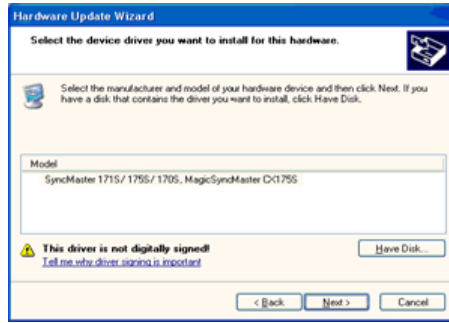 Hardware Update Wizard
Select the device driver you want to install for this hardware.
Select the manufacturer and model of your hardware device and then click Next. If you
have a disk that contains the driver you want to install, click Have Disk.
Model
SyncMaster 171S/ 175S/ 170S, MagicSyncMaster CX175S
This driver is not digitally signed!
Tell me why driver signing is important
Have Disk...
< Back
Next >
Cancel